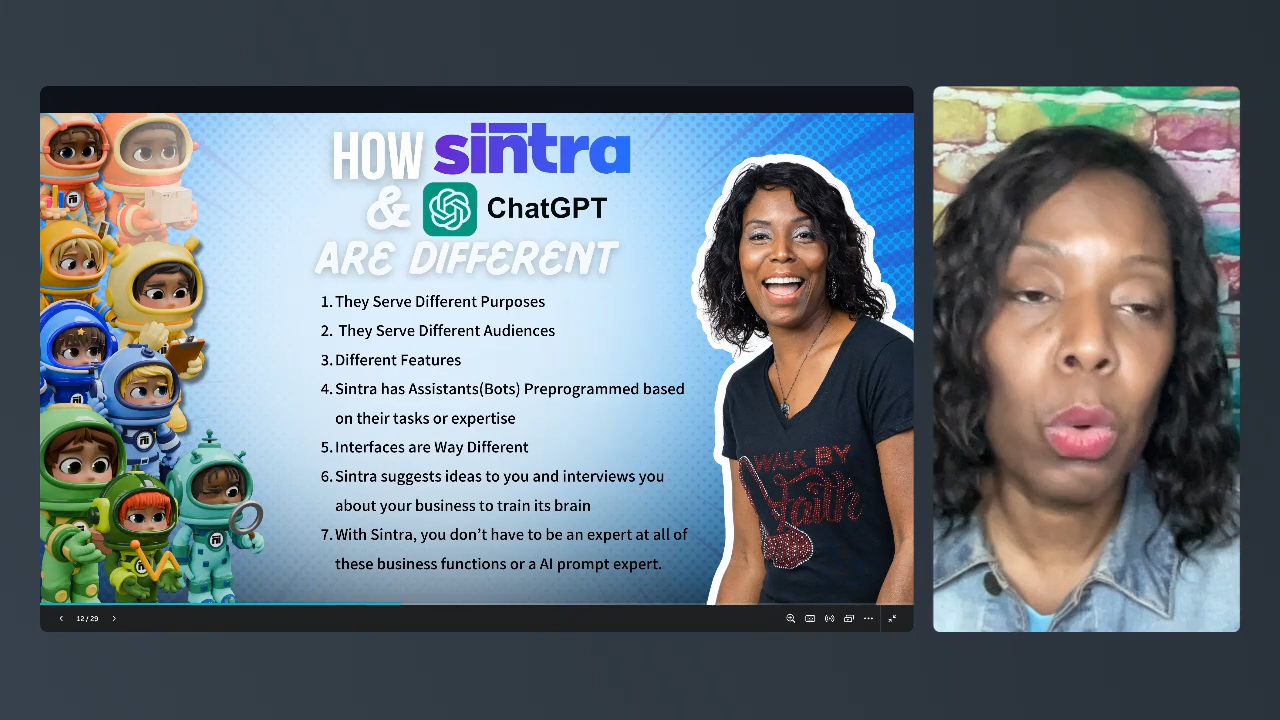 HOW sintra
& ChatGPT
ARE DIFFERENT
1. They Serve Different Purposes
2. They Serve Different Audiences
3. Different Features
4. Sintra has Assistants(Bots) Preprogrammed based
on their tasks or expertise
5. Interfaces are Way Different
6. Sintra suggests ideas to you and interviews you
about your business to train its brain
7. With Sintra, you don’t have to be an expert at all of
these business functions or a AI prompt expert.
WALK BY
Faith
12 / 29